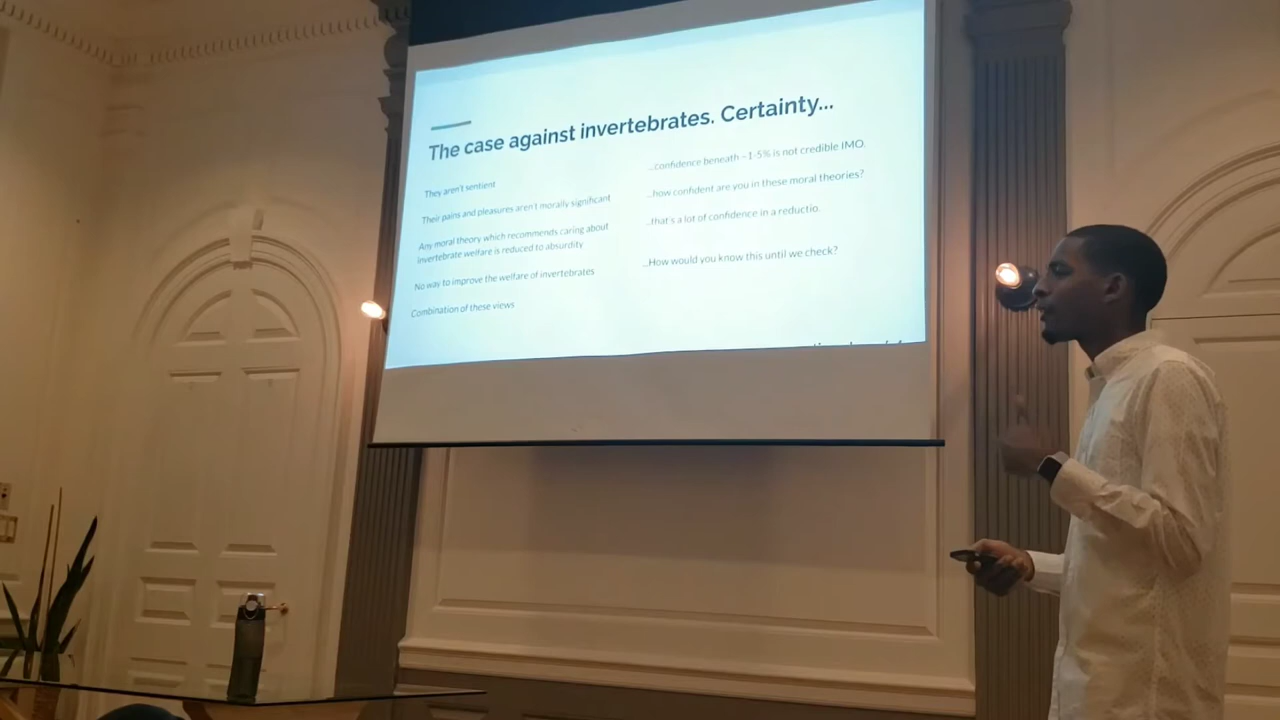 The case against invertebrates. Certainty...
They aren't sentient
Their pains and pleasures aren't morally significant
Any moral theory which recommends caring about
invertebrate welfare is reduced to absurdity
No way to improve the welfare of invertebrates
Combination of these views
...confidence beneath ~1-5% is not credible IMO.
...how confident are you in these moral theories?
...that's a lot of confidence in a reductio.
...How would you know this until we check?